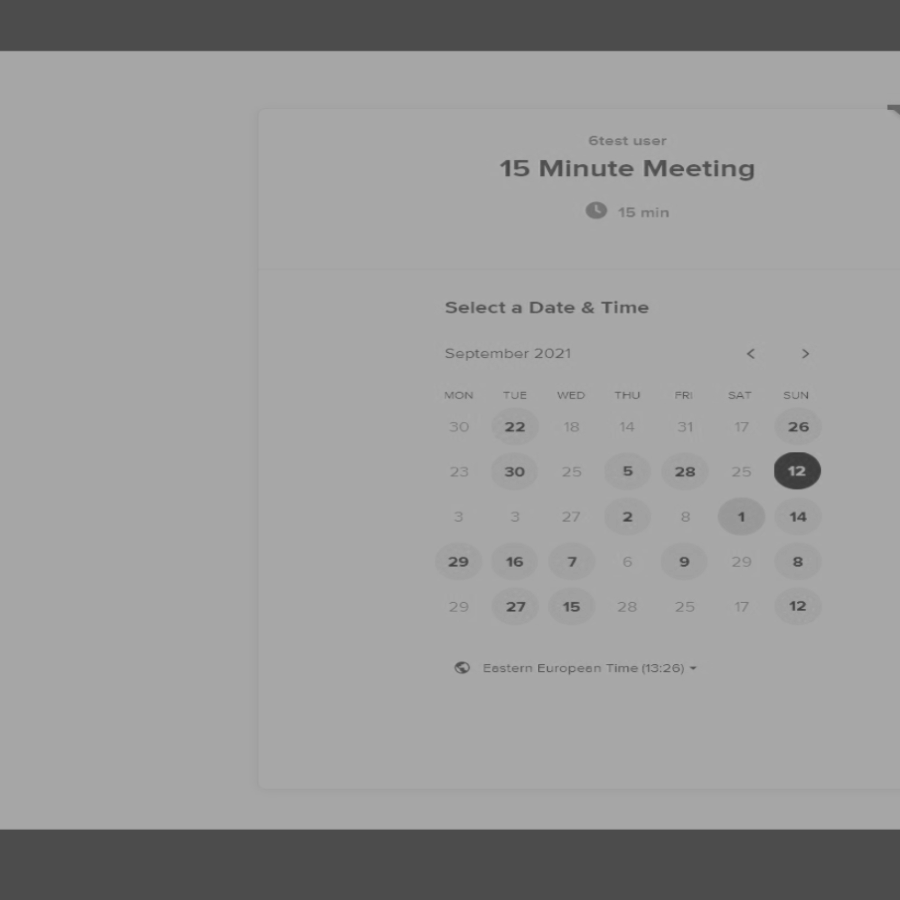 6test user
15 Minute Meeting
15 min
Select a Date & Time
September 2021
MON TUE WED THU FRI SAT SUN
30 22 18 14 31 17 26
23 30 25 5 28 25 12
3 3 27 2 8 1 14
29 16 7 6 9 29 8
29 27 15 28 25 17 12
Eastern European Time (13:26)